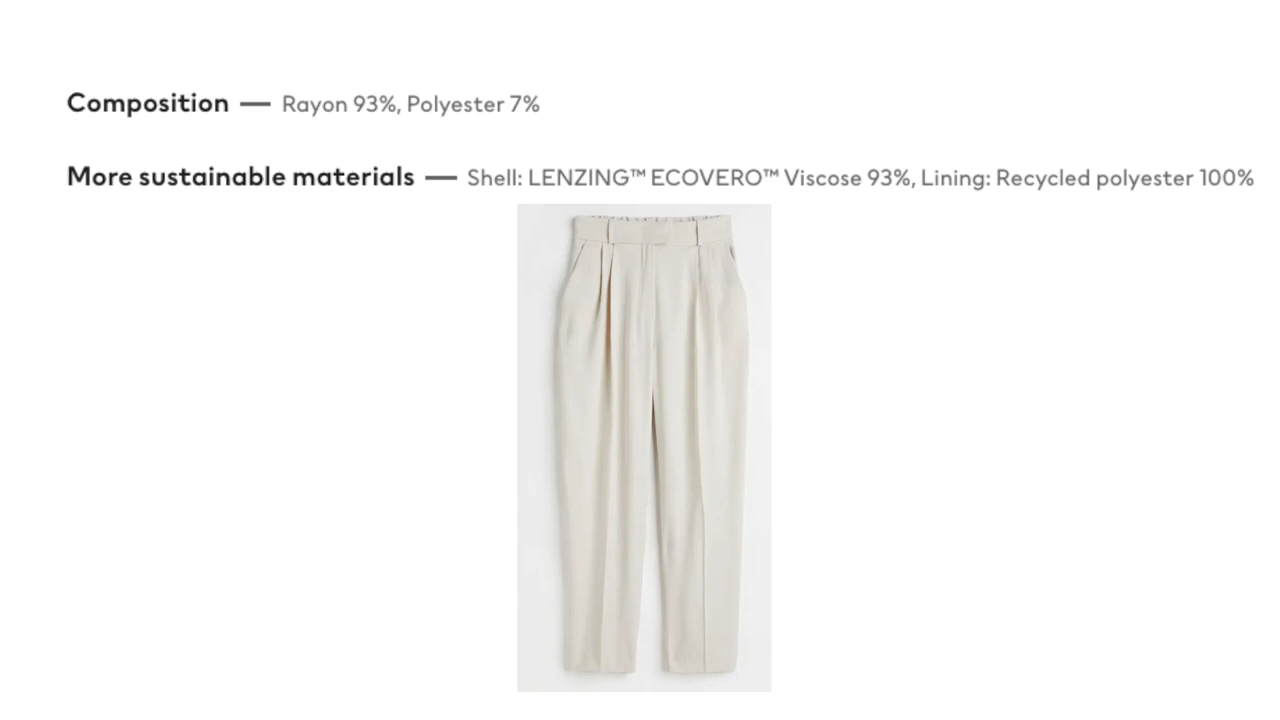 Composition — Rayon 93%, Polyester 7%
More sustainable materials — Shell: LENZING™ ECOVERO™ Viscose 93%, Lining: Recycled polyester 100%